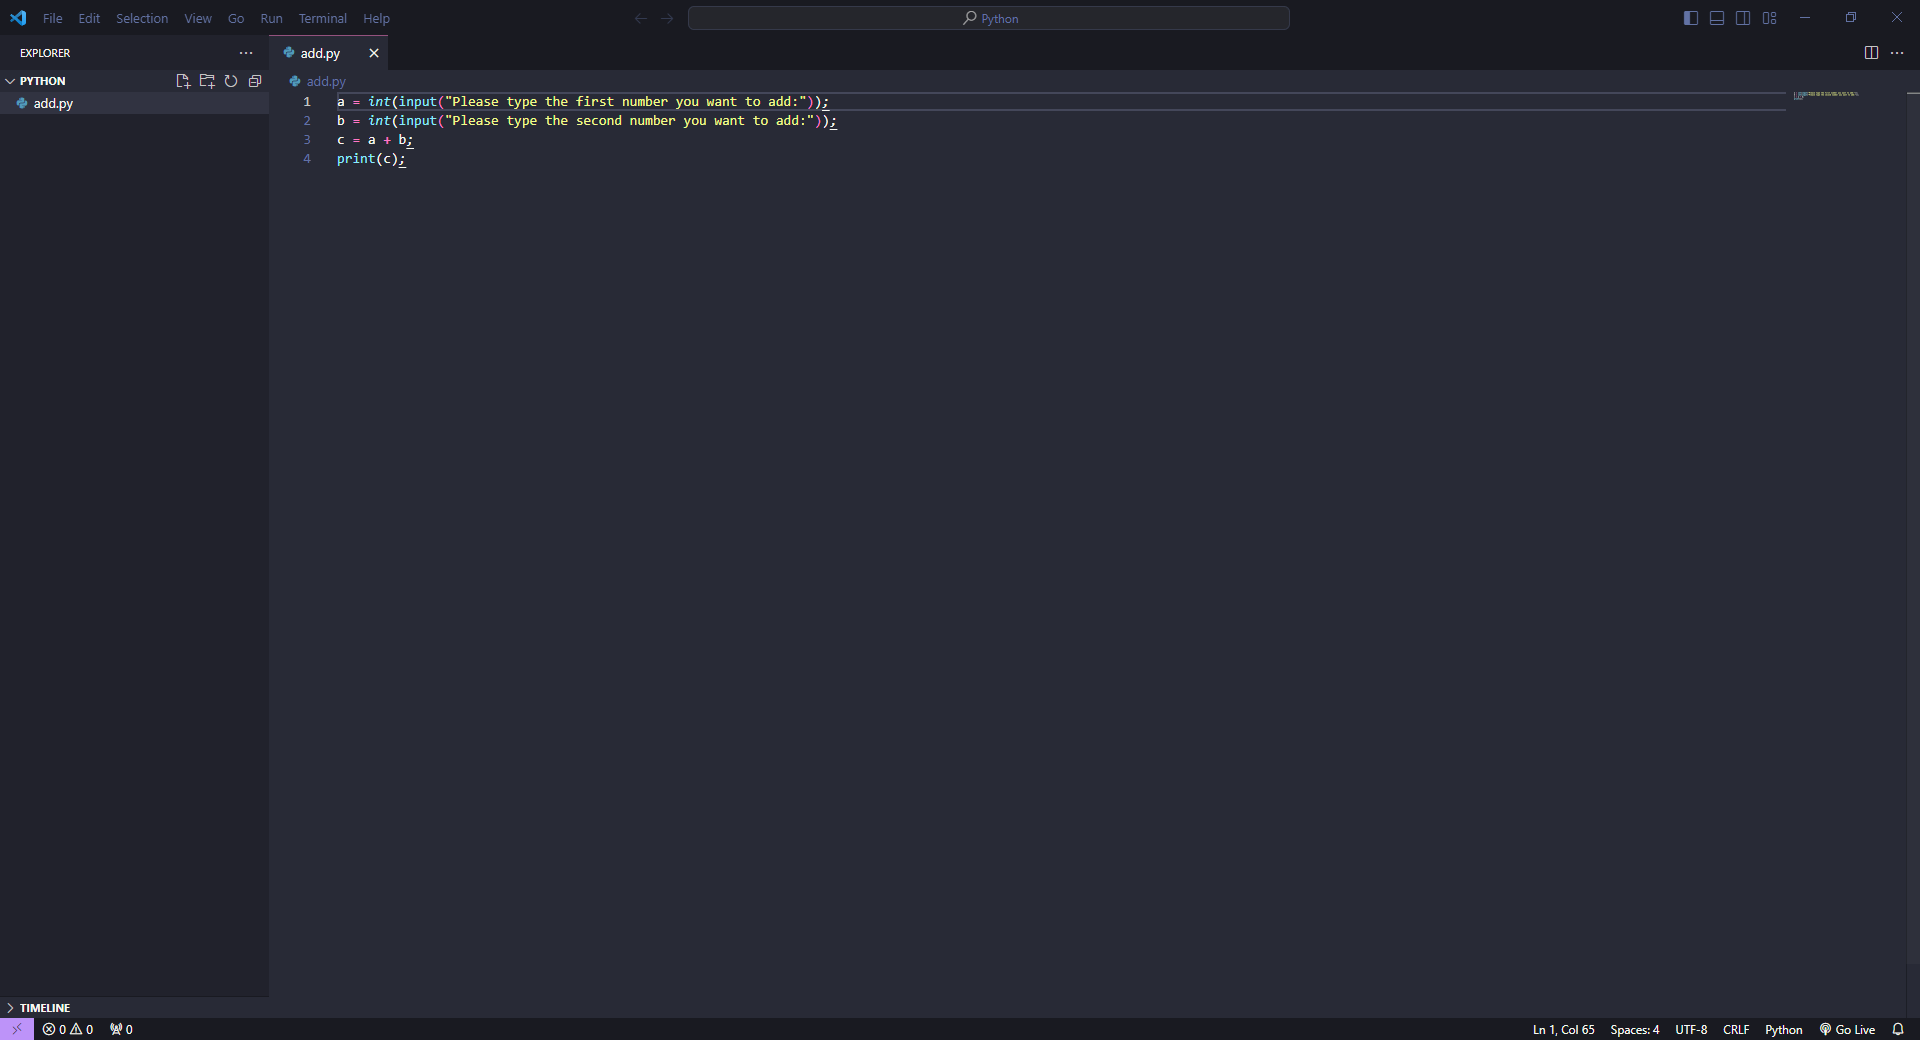 File Edit Selection View Go Run Terminal Help
Python
EXPLORER
add.py
PYTHON
add.py
add.py
1 a = int(input("Please type the first number you want to add:"));
2 b = int(input("Please type the second number you want to add:"));
3 c = a + b;
4 print(c);
TIMELINE
0 0 0
Ln 1, Col 65 Spaces: 4 UTF-8 CRLF Python Go Live